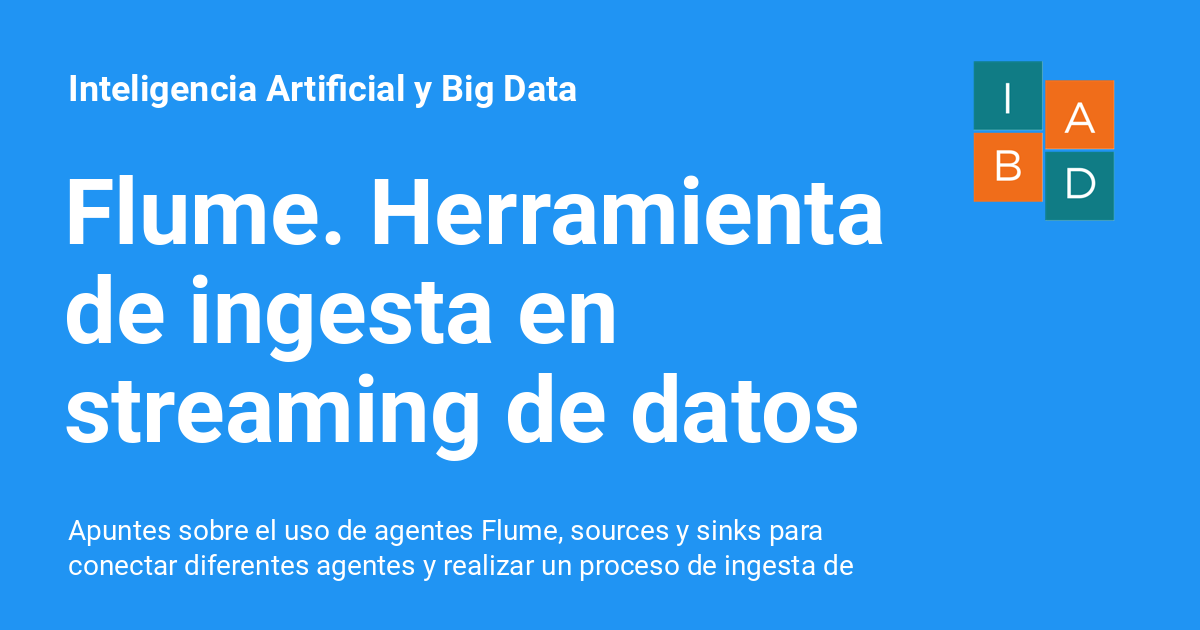 Inteligencia Artificial y Big Data
I
A
B
D
Flume. Herramienta
de ingesta en
streaming de datos
Apuntes sobre el uso de agentes Flume, sources y sinks para
conectar diferentes agentes y realizar un proceso de ingesta de